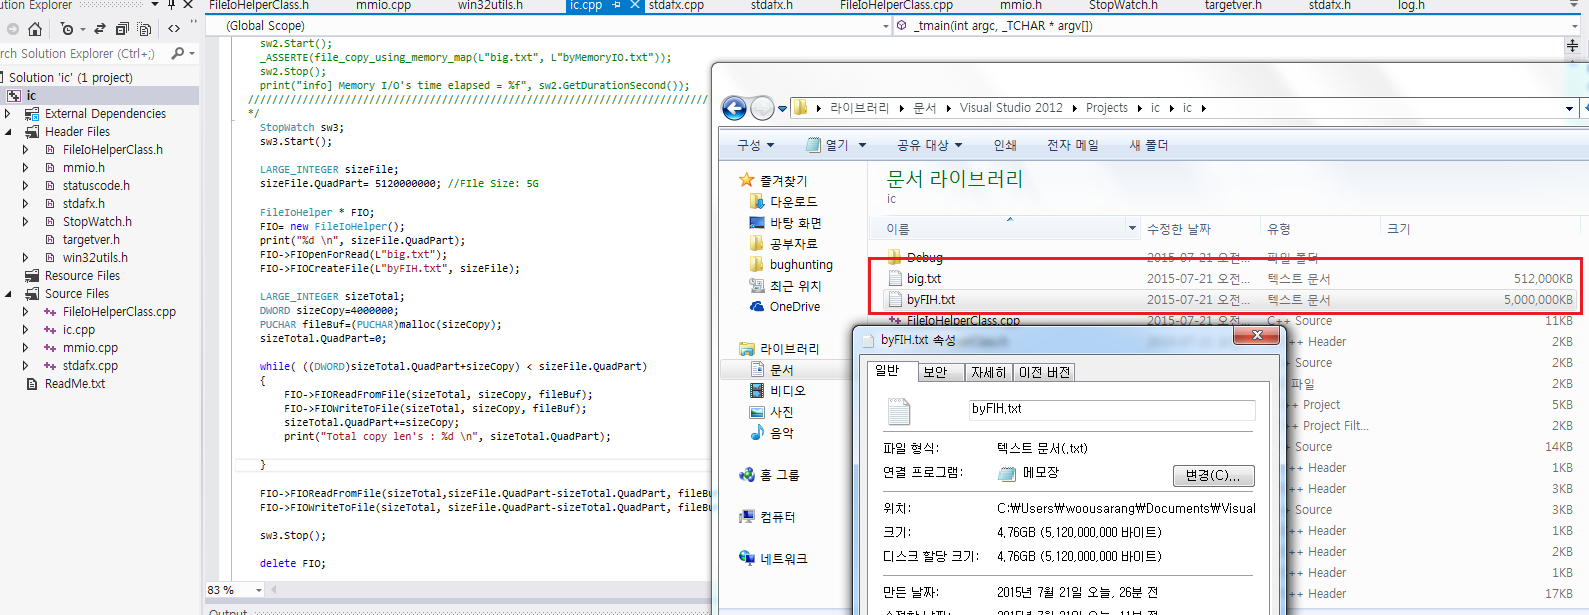 ution Explorer
FileIoHelperClass.h
mmio.cpp
win32utils.h
ic.cpp
stdafx.cpp
stdafx.h
FileIoHelperClass.cpp
mmio.h
StopWatch.h
targetver.h
stdafx.h
log.h
(Global Scope)
_tmain(int argc, _TCHAR * argv[])
rch Solution Explorer (Ctrl+;)
Solution 'ic' (1 project)
ic
External Dependencies
Header Files
FileIoHelperClass.h
mmio.h
statuscode.h
stdafx.h
StopWatch.h
targetver.h
win32utils.h
Resource Files
Source Files
FileIoHelperClass.cpp
ic.cpp
mmio.cpp
stdafx.cpp
ReadMe.txt
sw2.Start();
_ASSERTE(file_copy_using_memory_map(L"big.txt", L"byMemoryIO.txt"));
sw2.Stop();
print("info] Memory I/O's time elapsed = %f", sw2.GetDurationSecond());
*/
StopWatch sw3;
sw3.Start();
LARGE_INTEGER sizeFile;
sizeFile.QuadPart= 5120000000; //FIle Size: 5G
FileIoHelper * FIO;
FIO= new FileIoHelper();
print("%d \n", sizeFile.QuadPart);
FIO->FIOpenForRead(L"big.txt");
FIO->FIOCreateFile(L"byFIH.txt", sizeFile);
LARGE_INTEGER sizeTotal;
DWORD sizeCopy=4000000;
PUCHAR fileBuf=(PUCHAR)malloc(sizeCopy);
sizeTotal.QuadPart=0;
while( ((DWORD)sizeTotal.QuadPart+sizeCopy) < sizeFile.QuadPart)
{
FIO->FIOReadFromFile(sizeTotal, sizeCopy, fileBuf);
FIO->FIOWriteToFile(sizeTotal, sizeCopy, fileBuf);
sizeTotal.QuadPart+=sizeCopy;
print("Total copy len's : %d \n", sizeTotal.QuadPart);
}
FIO->FIOReadFromFile(sizeTotal,sizeFile.QuadPart-sizeTotal.QuadPart, fileBu
FIO->FIOWriteToFile(sizeTotal, sizeFile.QuadPart-sizeTotal.QuadPart, fileBu
sw3.Stop();
delete FIO;
83 %
Output
라이브러리 ▸ 문서 ▸ Visual Studio 2012 ▸ Projects ▸ ic ▸ ic ▸
구성
열기
공유 대상
인쇄
전자 메일
새 폴더
즐겨찾기
다운로드
바탕 화면
공부자료
bughunting
최근 위치
OneDrive
라이브러리
문서
비디오
사진
음악
홈 그룹
컴퓨터
네트워크
문서 라이브러리
ic
이름
수정한 날짜
유형
크기
Debug 2015-07-21 오전... 파일 폴더
big.txt 2015-07-21 오전... 텍스트 문서 512,000KB
byFIH.txt 2015-07-21 오전... 텍스트 문서 5,000,000KB
FileIoHelperClass.cpp 2015-07-21 오전... C++ Source 11KB
++ Header 2KB
Source 2KB
파일 2KB
++ Project 5KB
++ Project Filt... 2KB
Source 14KB
++ Header 1KB
++ Header 3KB
Source 3KB
++ Header 1KB
++ Header 2KB
++ Header 1KB
++ Header 17KB
byFIH.txt 속성
일반
보안
자세히
이전 버전
byFIH.txt
파일 형식: 텍스트 문서(.txt)
연결 프로그램: 메모장
변경(C)...
위치: C:₩Users₩woousarang₩Documents₩Visual
크기: 4.76GB (5,120,000,000 바이트)
디스크 할당 크기: 4.76GB (5,120,000,000 바이트)
만든 날짜: 2015년 7월 21일 오늘, 26분 전
수정한 날짜: 2015년 7월 21일 오늘, 11분 전